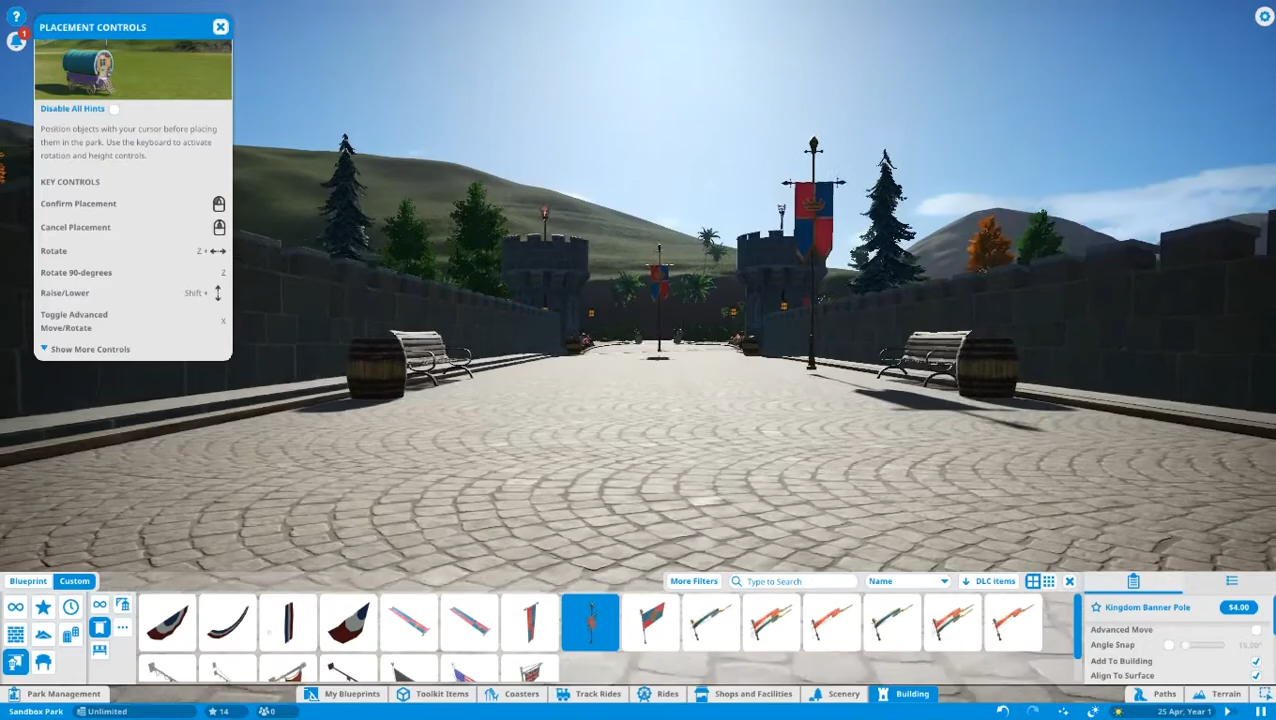 ?
1
PLACEMENT CONTROLS
Disable All Hints
Position objects with your cursor before placing
them in the park. Use the keyboard to activate
rotation and height controls.
KEY CONTROLS
Confirm Placement
Cancel Placement
Rotate Z +
Rotate 90-degrees Z
Raise/Lower Shift +
Toggle Advanced
Move/Rotate X
Show More Controls
Blueprint Custom
More Filters Type to Search Name DLC items
Kingdom Banner Pole $4.00
Advanced Move
Angle Snap 15.00°
Add To Building
Align To Surface
Park Management My Blueprints Toolkit Items Coasters Track Rides Rides Shops and Facilities Scenery Building Paths Terrain
Sandbox Park Unlimited 14 0 25 Apr, Year 1